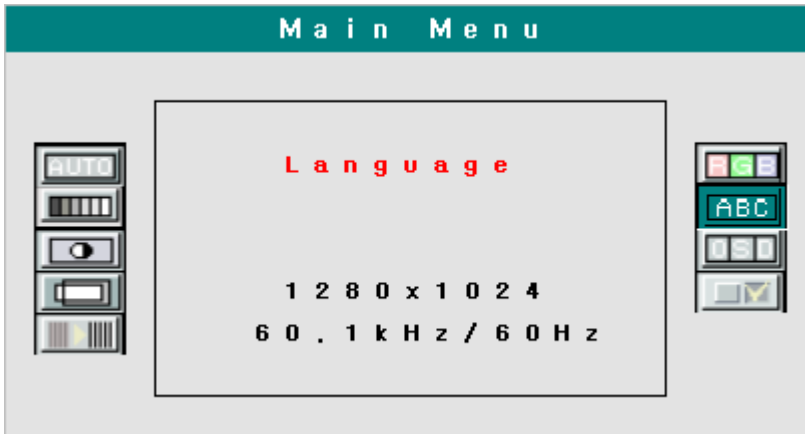 Main Menu
AUTO
Language
RGB
ABC
OSD
1280x1024
60.1kHz/60Hz